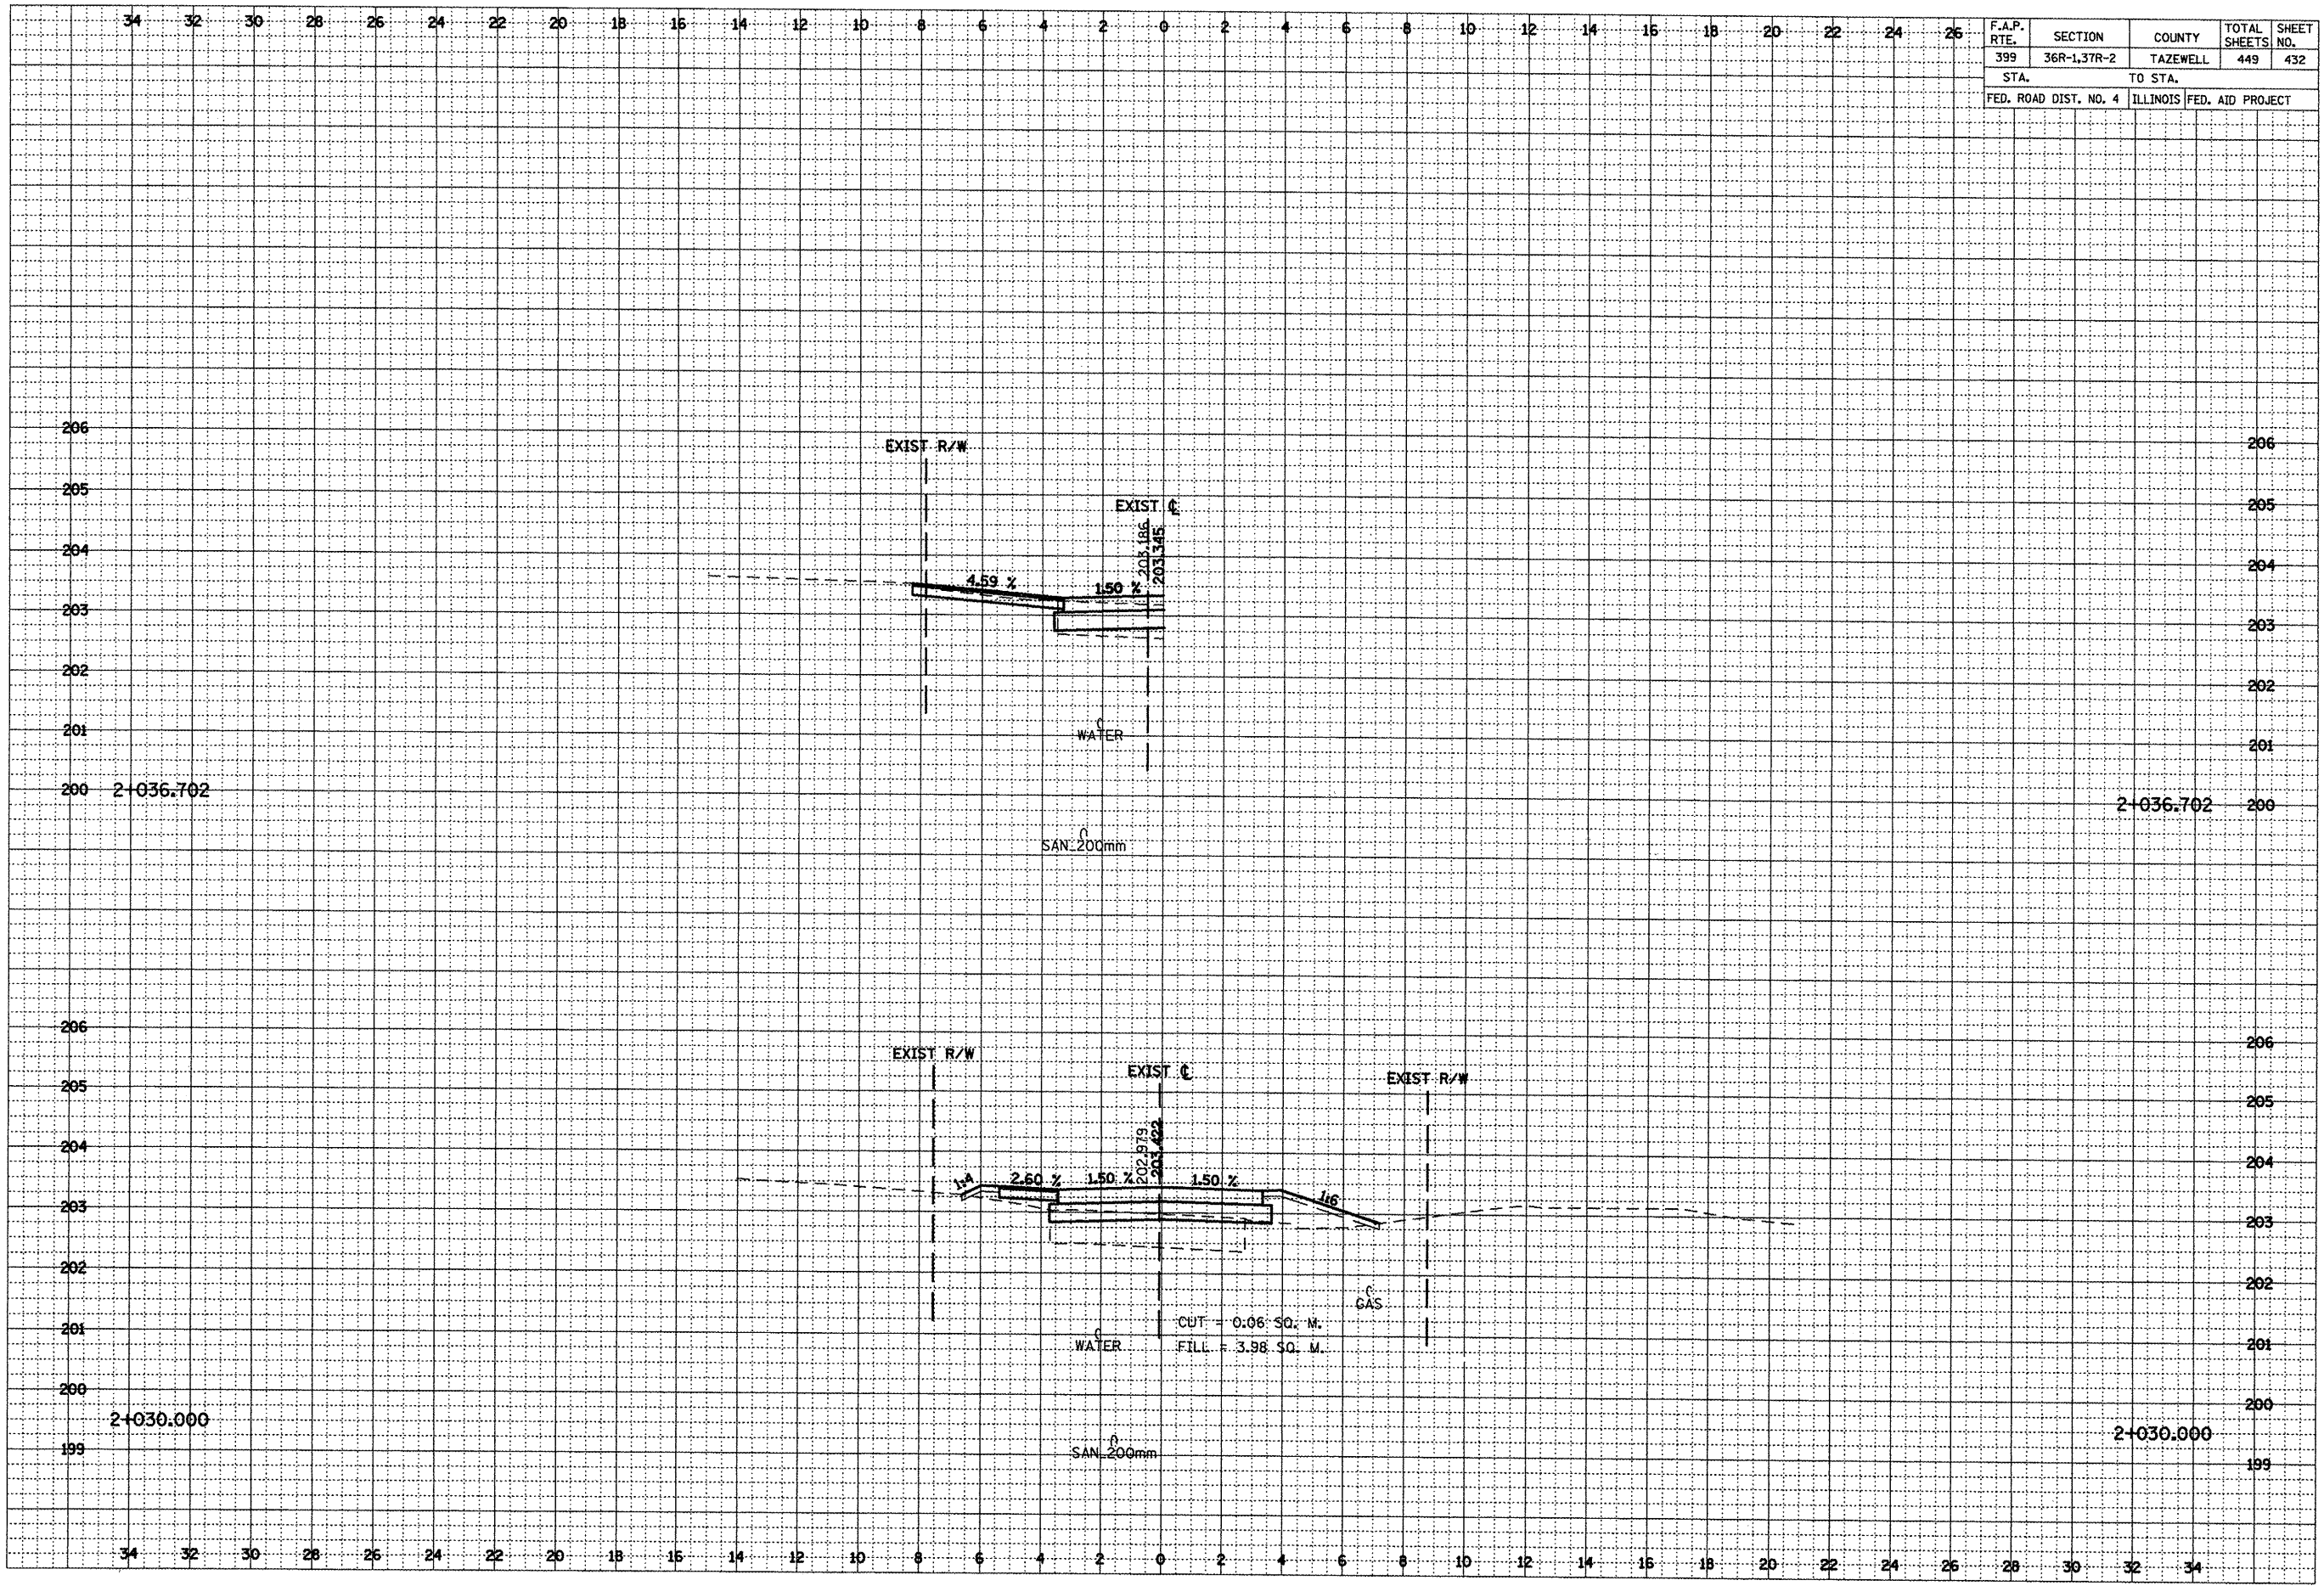 34 32 30 28 26 24 22 20 18 16 14 12 10 8 6 4 2 0 2 4 6 8 10 12 14 16 18 20 22 24 26
F.A.P. RTE. SECTION COUNTY TOTAL SHEETS SHEET NO.
399 36R-1,37R-2 TAZEWELL 449 432
STA. TO STA.
FED. ROAD DIST. NO. 4 ILLINOIS FED. AID PROJECT
206 206
EXIST R/W
205 205
EXIST ℄
203.186
203.345
204 204
4.59 %
1.50 %
203 203
202 202
201 201
WATER
200 2+036.702 2+036.702 200
SAN_200mm
206 206
EXIST R/W
EXIST ℄
EXIST R/W
205 205
202.979
203.422
204 204
1:4
2.60 %
1.50 %
1.50 %
1:6
203 203
202 202
GAS
CUT = 0.06 SQ. M.
201 201
WATER
FILL = 3.98 SQ. M.
200 200
2+030.000 2+030.000
199 199
SAN_200mm
34 32 30 28 26 24 22 20 18 16 14 12 10 8 6 4 2 0 2 4 6 8 10 12 14 16 18 20 22 24 26 28 30 32 34